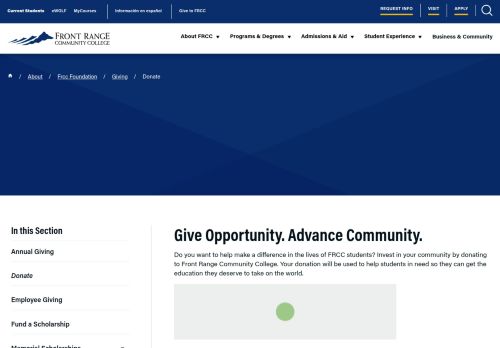 Current Students eWOLF MyCourses Información en español Give to FRCC REQUEST INFO VISIT APPLY
FRONT RANGE
COMMUNITY COLLEGE
About FRCC Programs & Degrees Admissions & Aid Student Experience Business & Community
/ About / Frcc Foundation / Giving / Donate
In this Section
Annual Giving
Donate
Employee Giving
Fund a Scholarship
Memorial Scholarships
Give Opportunity. Advance Community.
Do you want to help make a difference in the lives of FRCC students? Invest in your community by donating
to Front Range Community College. Your donation will be used to help students in need so they can get the
education they deserve to take on the world.